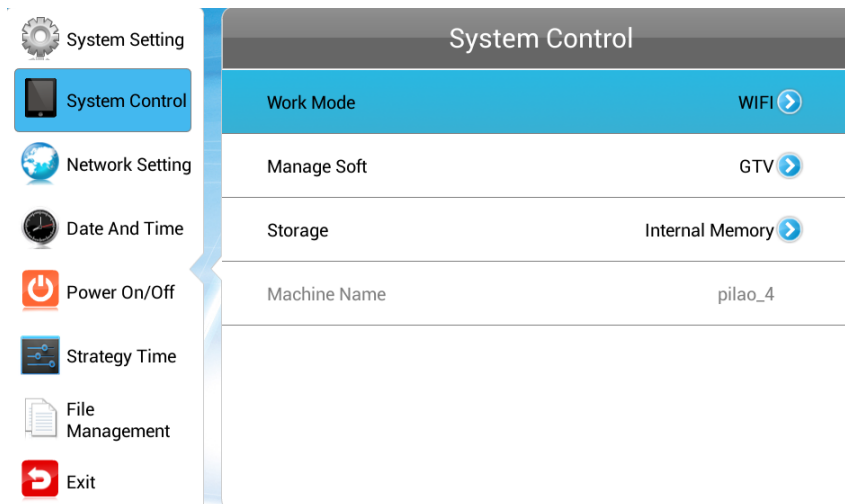 System Setting
System Control
Network Setting
Date And Time
Power On/Off
Strategy Time
File
Management
Exit
System Control
Work Mode WIFI
Manage Soft GTV
Storage Internal Memory
Machine Name pilao_4